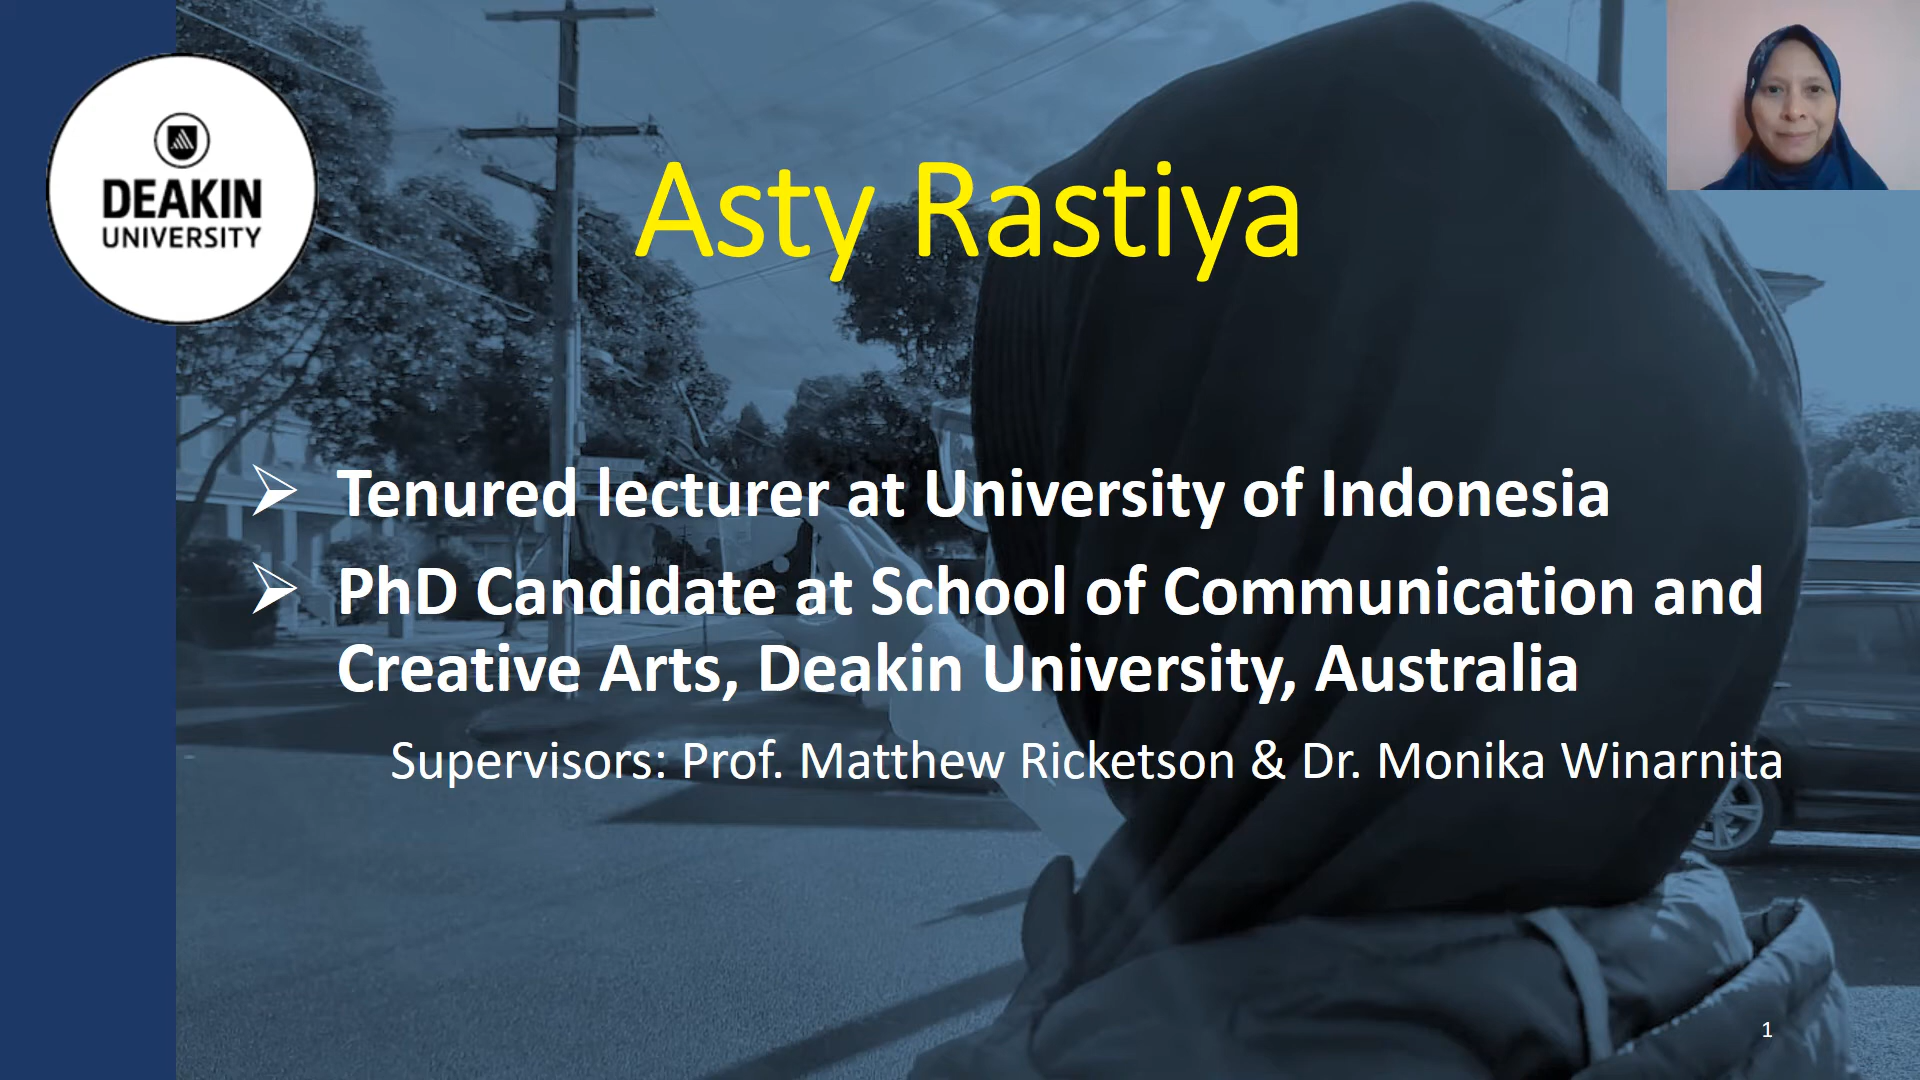 DEAKIN
UNIVERSITY
Asty Rastiya
Tenured lecturer at University of Indonesia
PhD Candidate at School of Communication and
Creative Arts, Deakin University, Australia
Supervisors: Prof. Matthew Ricketson & Dr. Monika Winarnita
1